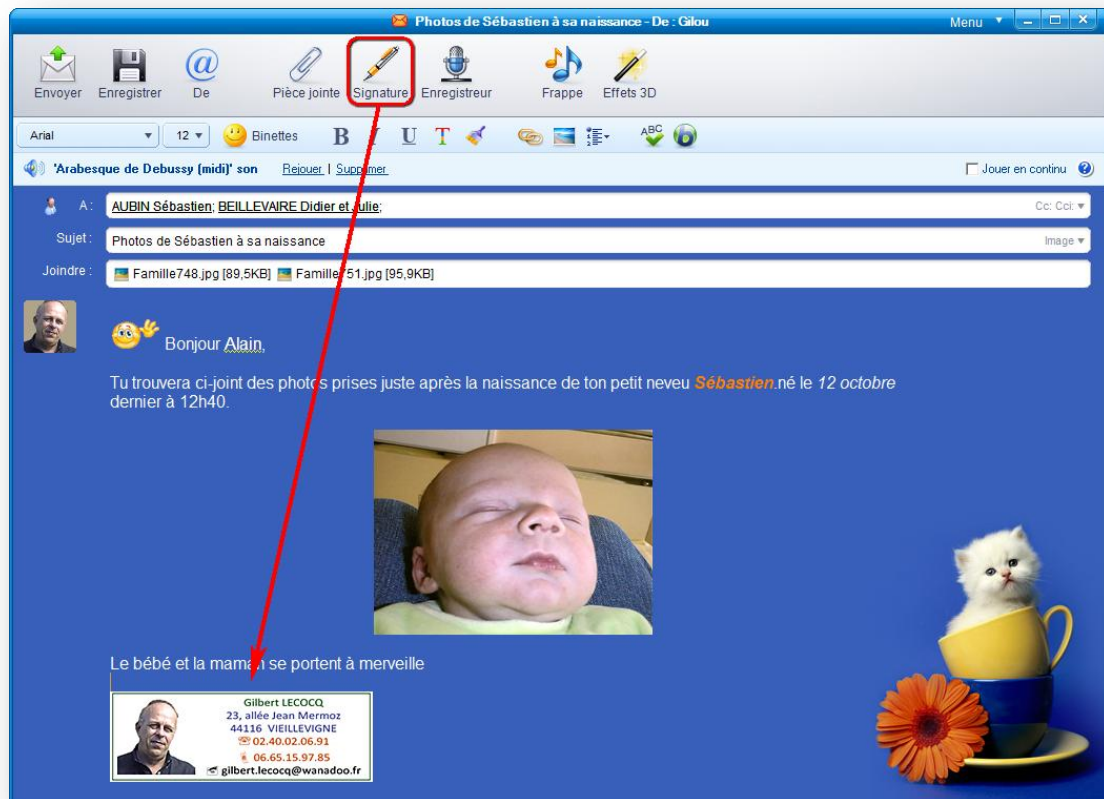 Photos de Sébastien à sa naissance - De : Gilou
Menu
Envoyer Enregistrer De Pièce jointe Signature Enregistreur Frappe Effets 3D
Arial 12 Binettes B I U T ABC
'Arabesque de Debussy (midi)' son Rejouer | Supprimer Jouer en continu ?
A : AUBIN Sébastien; BEILLEVAIRE Didier et Julie; Cc: Cci:
Sujet : Photos de Sébastien à sa naissance Image
Joindre : Famille748.jpg [89,5KB] Famille751.jpg [95,9KB]
Bonjour Alain,
Tu trouvera ci-joint des photos prises juste après la naissance de ton petit neveu Sébastien.né le 12 octobre
dernier à 12h40.
Le bébé et la maman se portent à merveille
Gilbert LECOCQ
23, allée Jean Mermoz
44116 VIEILLEVIGNE
02.40.02.06.91
06.65.15.97.85
gilbert.lecocq@wanadoo.fr